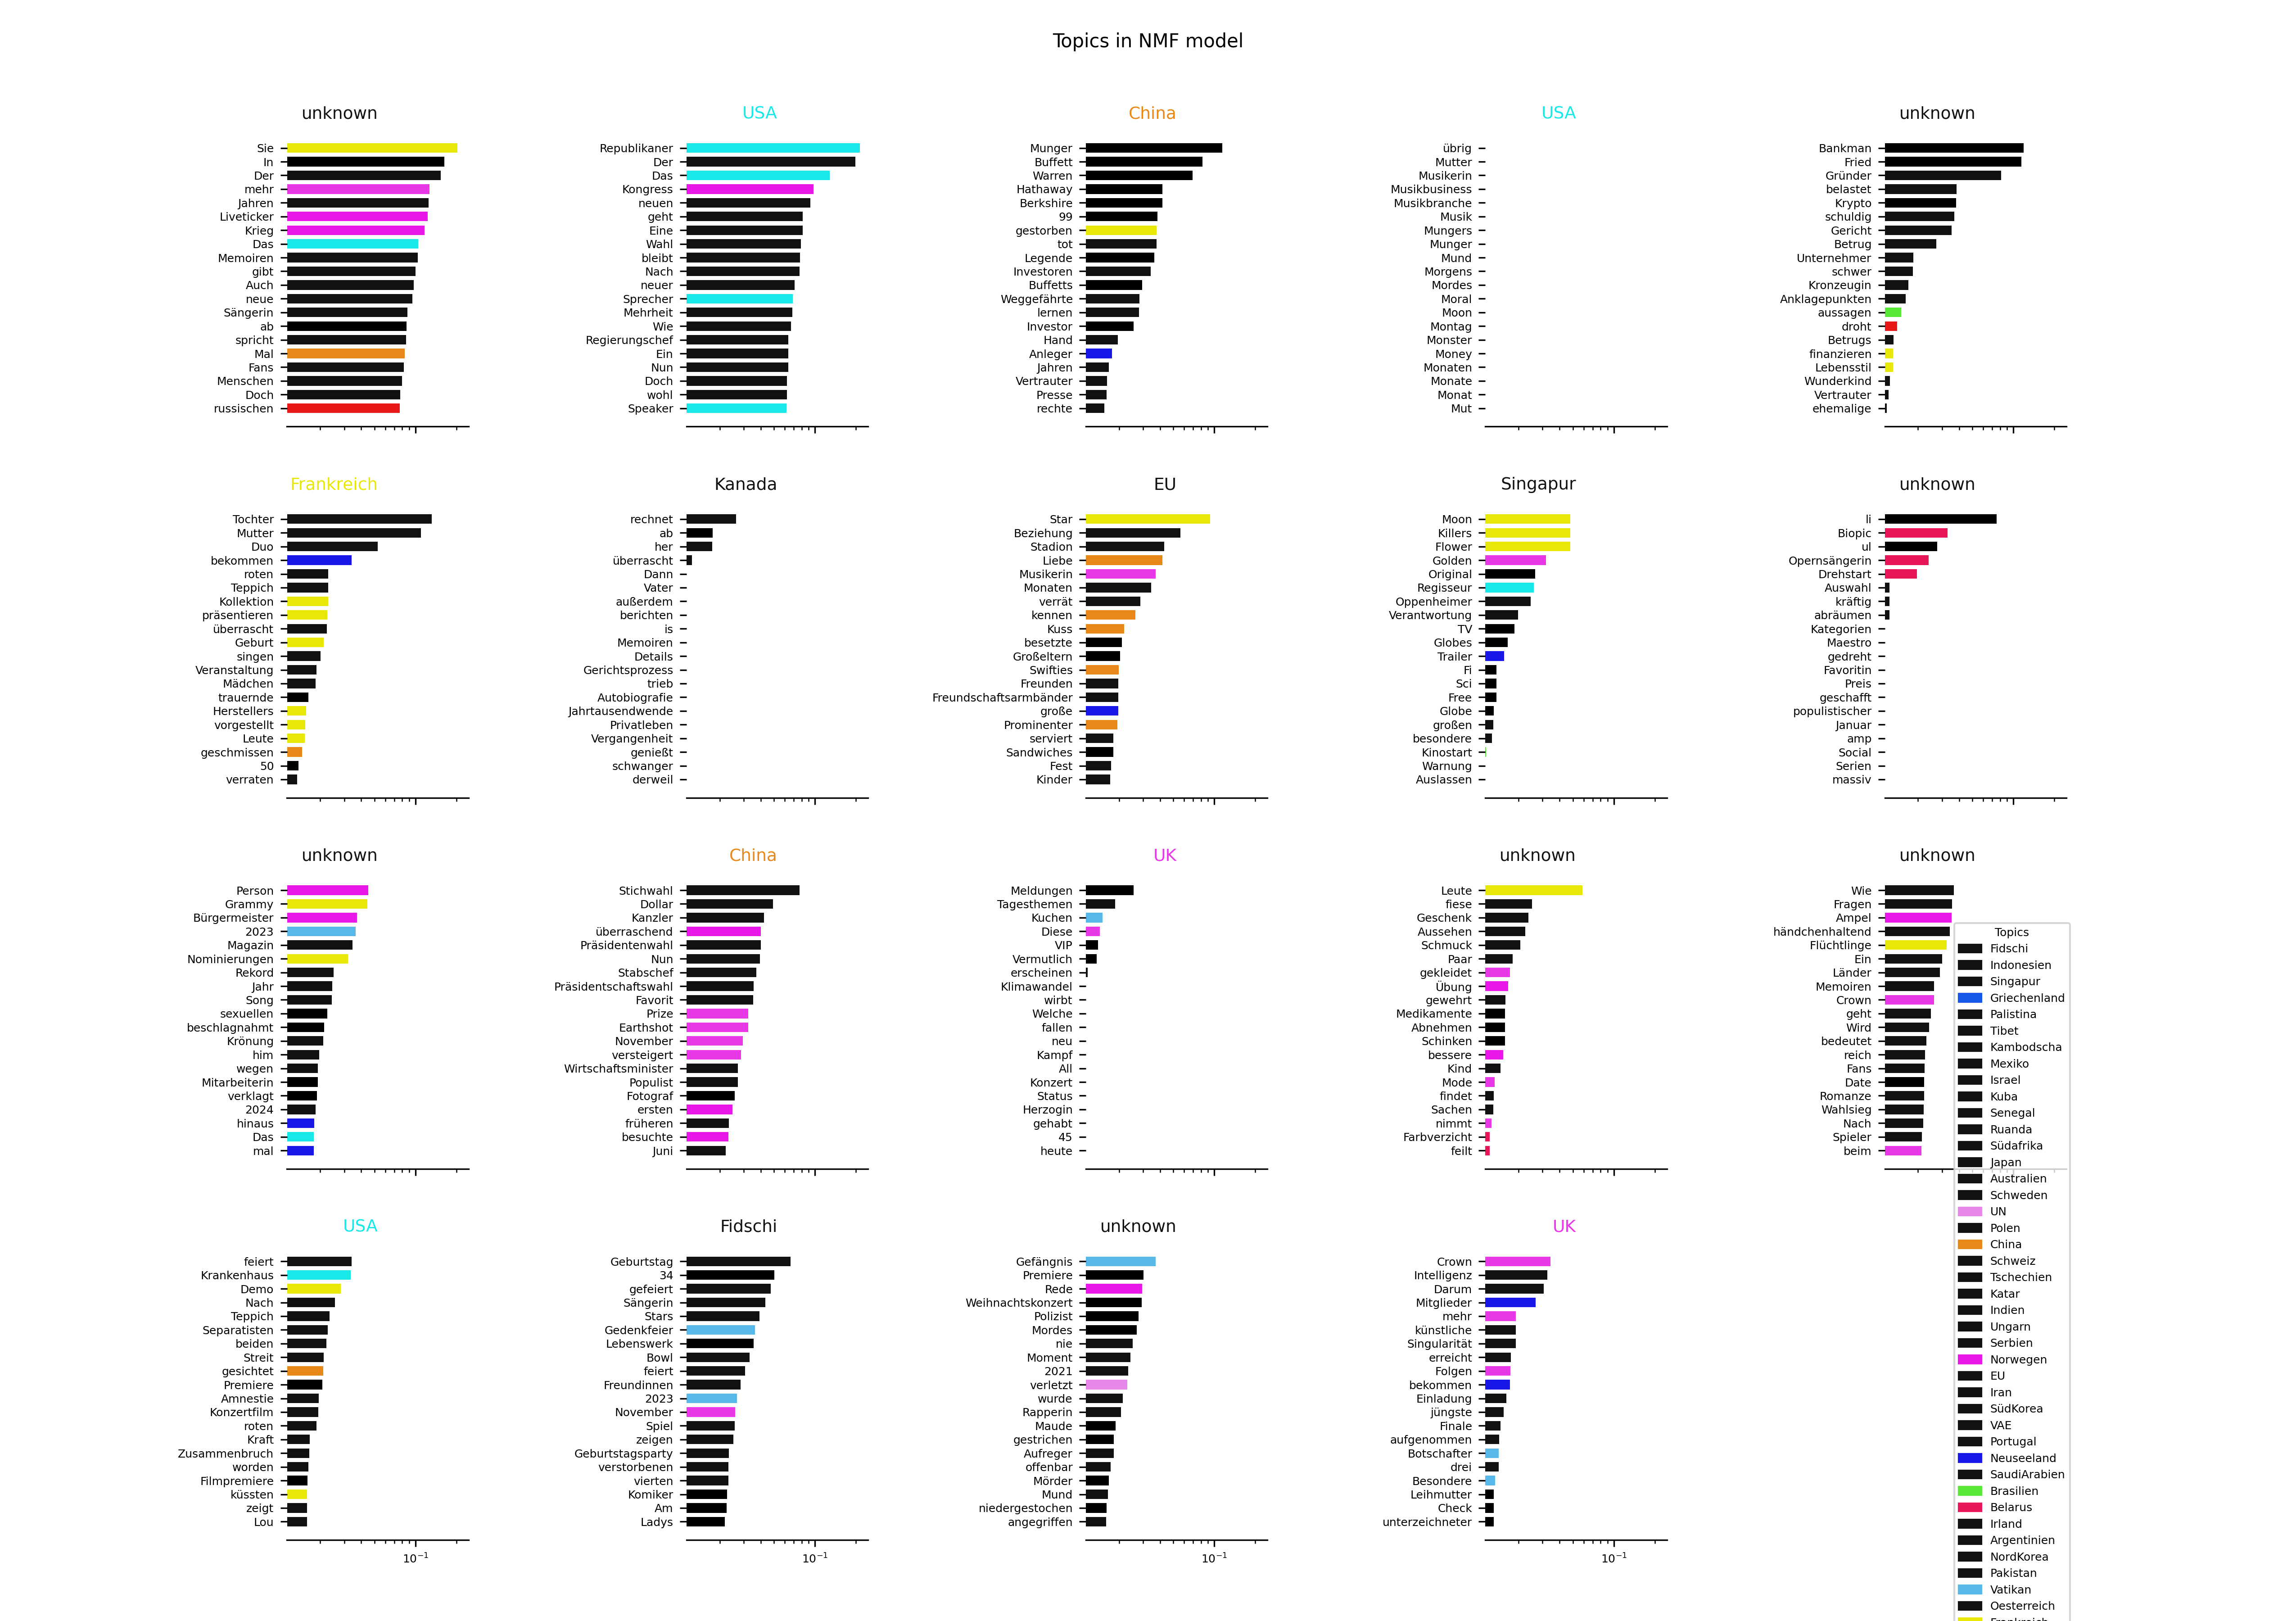 Topics in NMF model
unknown
Sie
In
Der
mehr
Jahren
Liveticker
Krieg
Das
Memoiren
gibt
Auch
neue
Sängerin
ab
spricht
Mal
Fans
Menschen
Doch
russischen
USA
Republikaner
Der
Das
Kongress
neuen
geht
Eine
Wahl
bleibt
Nach
neuer
Sprecher
Mehrheit
Wie
Regierungschef
Ein
Nun
Doch
wohl
Speaker
China
Munger
Buffett
Warren
Hathaway
Berkshire
99
gestorben
tot
Legende
Investoren
Buffetts
Weggefährte
lernen
Investor
Hand
Anleger
Jahren
Vertrauter
Presse
rechte
USA
übrig
Mutter
Musikerin
Musikbusiness
Musikbranche
Musik
Mungers
Munger
Mund
Morgens
Mordes
Moral
Moon
Montag
Monster
Money
Monaten
Monate
Monat
Mut
unknown
Bankman
Fried
Gründer
belastet
Krypto
schuldig
Gericht
Betrug
Unternehmer
schwer
Kronzeugin
Anklagepunkten
aussagen
droht
Betrugs
finanzieren
Lebensstil
Wunderkind
Vertrauter
ehemalige
Frankreich
Tochter
Mutter
Duo
bekommen
roten
Teppich
Kollektion
präsentieren
überrascht
Geburt
singen
Veranstaltung
Mädchen
trauernde
Herstellers
vorgestellt
Leute
geschmissen
50
verraten
Kanada
rechnet
ab
her
überrascht
Dann
Vater
außerdem
berichten
is
Memoiren
Details
Gerichtsprozess
trieb
Autobiografie
Jahrtausendwende
Privatleben
Vergangenheit
genießt
schwanger
derweil
EU
Star
Beziehung
Stadion
Liebe
Musikerin
Monaten
verrät
kennen
Kuss
besetzte
Großeltern
Swifties
Freunden
Freundschaftsarmbänder
große
Prominenter
serviert
Sandwiches
Fest
Kinder
Singapur
Moon
Killers
Flower
Golden
Original
Regisseur
Oppenheimer
Verantwortung
TV
Globes
Trailer
Fi
Sci
Free
Globe
großen
besondere
Kinostart
Warnung
Auslassen
unknown
li
Biopic
ul
Opernsängerin
Drehstart
Auswahl
kräftig
abräumen
Kategorien
Maestro
gedreht
Favoritin
Preis
geschafft
populistischer
Januar
amp
Social
Serien
massiv
unknown
Person
Grammy
Bürgermeister
2023
Magazin
Nominierungen
Rekord
Jahr
Song
sexuellen
beschlagnahmt
Krönung
him
wegen
Mitarbeiterin
verklagt
2024
hinaus
Das
mal
China
Stichwahl
Dollar
Kanzler
überraschend
Präsidentenwahl
Nun
Stabschef
Präsidentschaftswahl
Favorit
Prize
Earthshot
November
versteigert
Wirtschaftsminister
Populist
Fotograf
ersten
früheren
besuchte
Juni
UK
Meldungen
Tagesthemen
Kuchen
Diese
VIP
Vermutlich
erscheinen
Klimawandel
wirbt
Welche
fallen
neu
Kampf
All
Konzert
Status
Herzogin
gehabt
45
heute
unknown
Leute
fiese
Geschenk
Aussehen
Schmuck
Paar
gekleidet
Übung
gewehrt
Medikamente
Abnehmen
Schinken
bessere
Kind
Mode
findet
Sachen
nimmt
Farbverzicht
feilt
unknown
Wie
Fragen
Ampel
händchenhaltend
Flüchtlinge
Ein
Länder
Memoiren
Crown
geht
Wird
bedeutet
reich
Fans
Date
Romanze
Wahlsieg
Nach
Spieler
beim
USA
feiert
Krankenhaus
Demo
Nach
Teppich
Separatisten
beiden
Streit
gesichtet
Premiere
Amnestie
Konzertfilm
roten
Kraft
Zusammenbruch
worden
Filmpremiere
küssten
zeigt
Lou
10⁻¹
Fidschi
Geburtstag
34
gefeiert
Sängerin
Stars
Gedenkfeier
Lebenswerk
Bowl
feiert
Freundinnen
2023
November
Spiel
zeigen
Geburtstagsparty
verstorbenen
vierten
Komiker
Am
Ladys
10⁻¹
unknown
Gefängnis
Premiere
Rede
Weihnachtskonzert
Polizist
Mordes
nie
Moment
2021
verletzt
wurde
Rapperin
Maude
gestrichen
Aufreger
offenbar
Mörder
Mund
niedergestochen
angegriffen
10⁻¹
UK
Crown
Intelligenz
Darum
Mitglieder
mehr
künstliche
Singularität
erreicht
Folgen
bekommen
Einladung
jüngste
Finale
aufgenommen
Botschafter
drei
Besondere
Leihmutter
Check
unterzeichneter
10⁻¹
Topics
Fidschi
Indonesien
Singapur
Griechenland
Palistina
Tibet
Kambodscha
Mexiko
Israel
Kuba
Senegal
Ruanda
Südafrika
Japan
Australien
Schweden
UN
Polen
China
Schweiz
Tschechien
Katar
Indien
Ungarn
Serbien
Norwegen
EU
Iran
SüdKorea
VAE
Portugal
Neuseeland
SaudiArabien
Brasilien
Belarus
Irland
Argentinien
NordKorea
Pakistan
Vatikan
Oesterreich